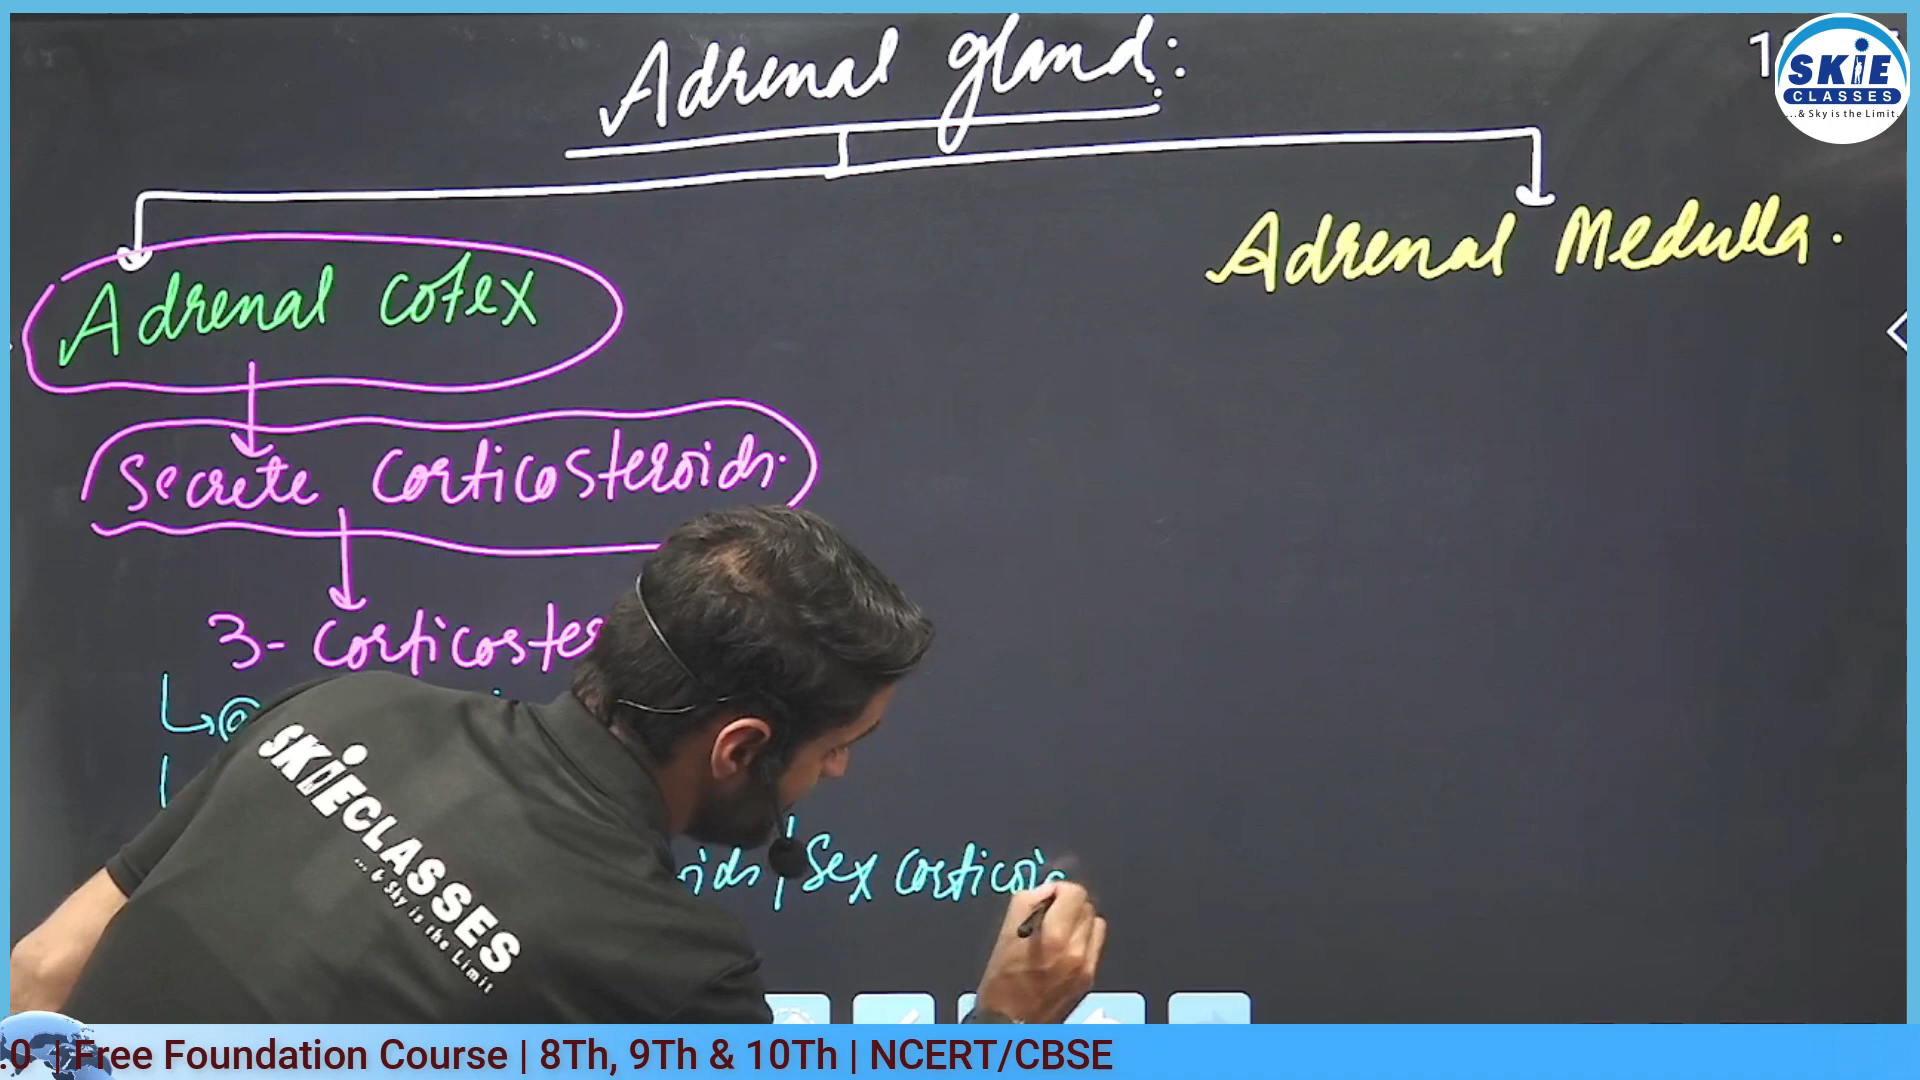 Adrenal gland:
SKIE
CLASSES
...& Sky is the Limit.
Adrenal cotex
Adrenal Medulla.
Secrete corticosteroids.
3- corticoste
@
| Sex corticoi
SKIECLASSES
... & Sky is the Limit
.0 | Free Foundation Course | 8Th, 9Th & 10Th | NCERT/CBSE